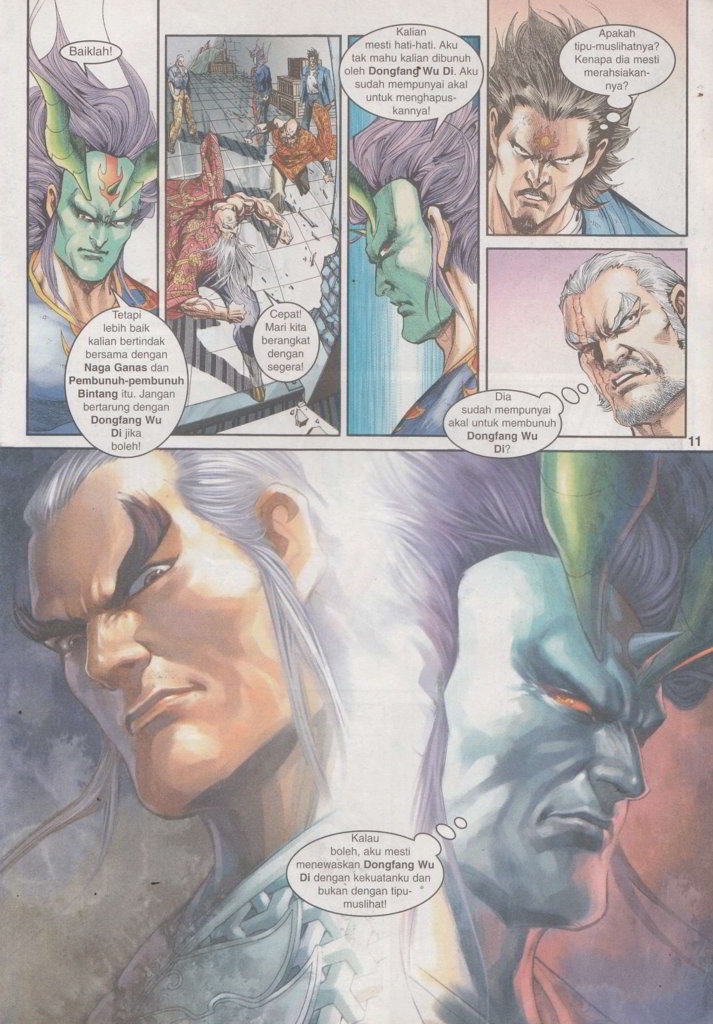 Baiklah!
Tetapi
lebih baik
kalian bertindak
bersama dengan
Naga Ganas dan
Pembunuh-pembunuh
Bintang itu. Jangan
bertarung dengan
Dongfang Wu
Di jika
boleh!
Cepat!
Mari kita
berangkat
dengan
segera!
Kalian
mesti hati-hati. Aku
tak mahu kalian dibunuh
oleh Dongfang Wu Di. Aku
sudah mempunyai akal
untuk menghapus-
kannya!
Apakah
tipu-muslihatnya?
Kenapa dia mesti
merahsiakan-
nya?
Dia
sudah mempunyai
akal untuk membunuh
Dongfang Wu
Di?
11
Kalau
boleh, aku mesti
menewaskan Dongfang Wu
Di dengan kekuatanku dan
bukan dengan tipu-
muslihat!